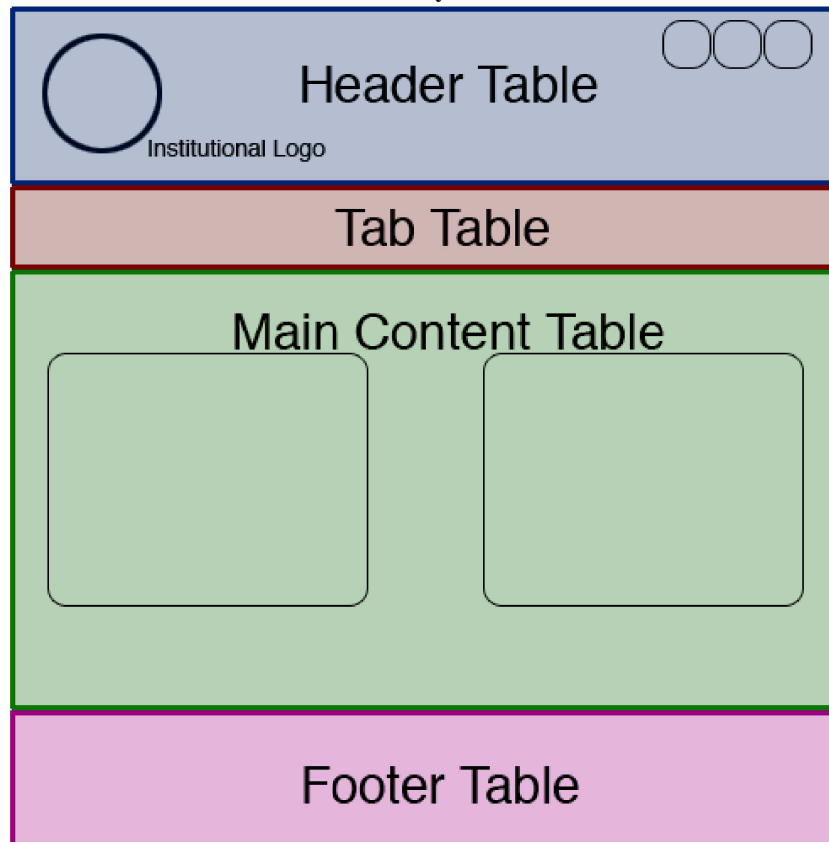 Header Table
Institutional Logo
Tab Table
Main Content Table
Footer Table